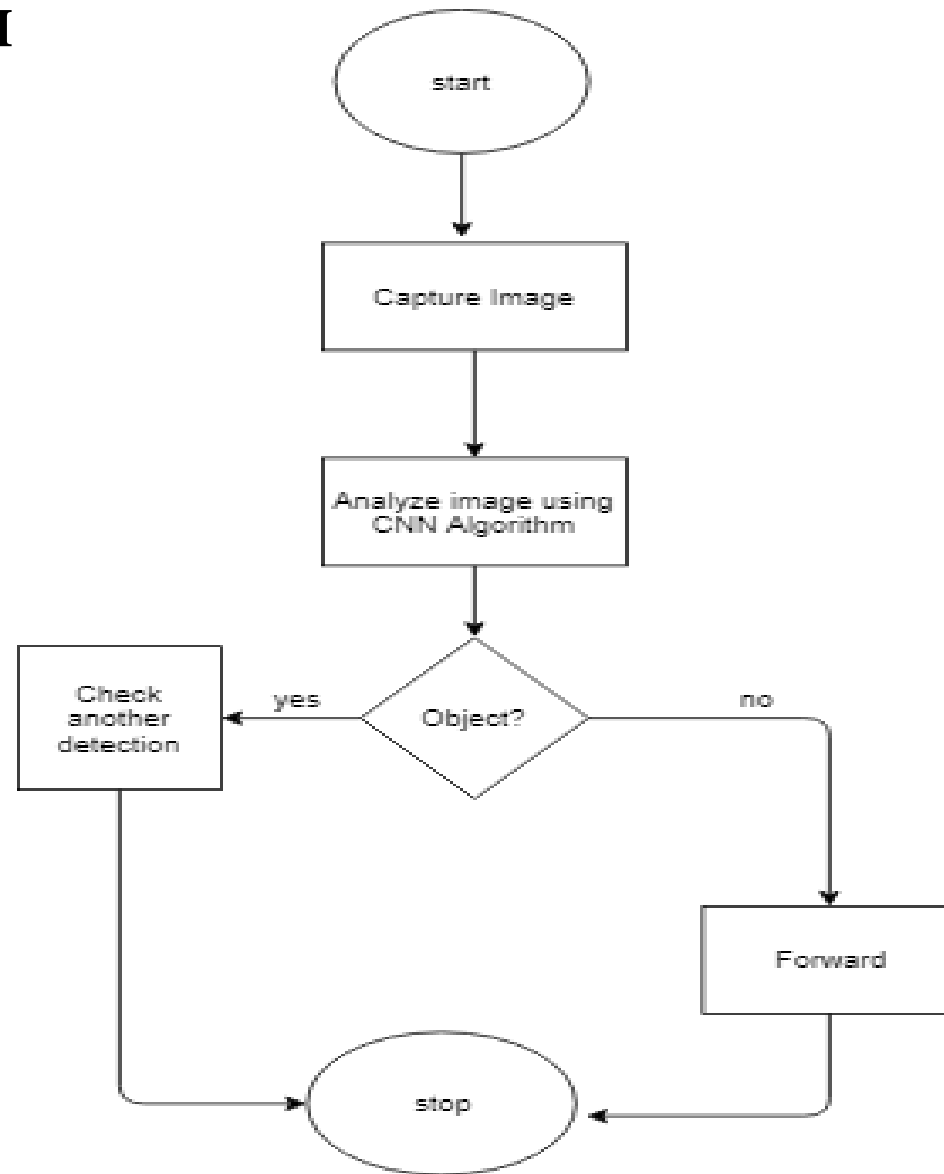 start
Capture Image
Analyze image using
CNN Algorithm
Object?
yes
no
Check
another
detection
Forward
stop